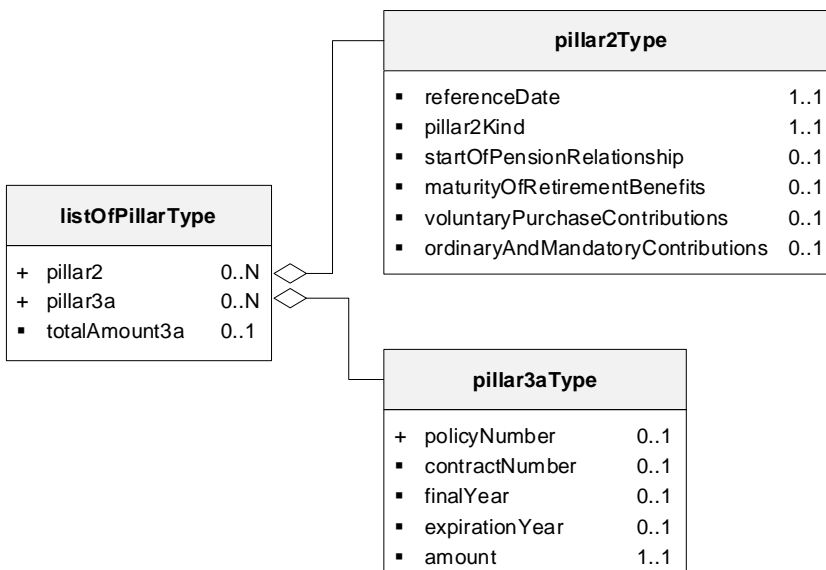 pillar2Type
▪ referenceDate 1..1
▪ pillar2Kind 1..1
▪ startOfPensionRelationship 0..1
▪ maturityOfRetirementBenefits 0..1
▪ voluntaryPurchaseContributions 0..1
▪ ordinaryAndMandatoryContributions 0..1
listOfPillarType
+ pillar2 0..N
+ pillar3a 0..N
▪ totalAmount3a 0..1
pillar3aType
+ policyNumber 0..1
▪ contractNumber 0..1
▪ finalYear 0..1
▪ expirationYear 0..1
▪ amount 1..1